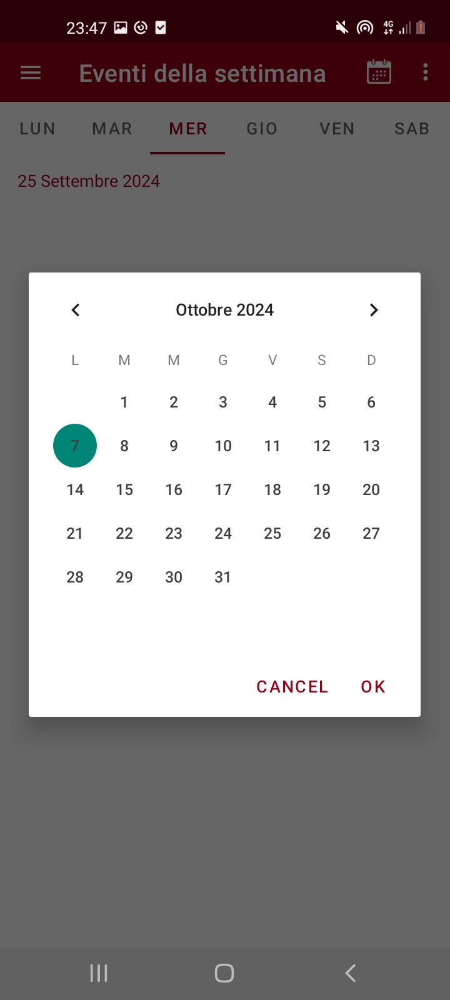 23:47 4G
Eventi della settimana
LUN MAR MER GIO VEN SAB
25 Settembre 2024
Ottobre 2024
L M M G V S D
1 2 3 4 5 6
7 8 9 10 11 12 13
14 15 16 17 18 19 20
21 22 23 24 25 26 27
28 29 30 31
CANCEL OK